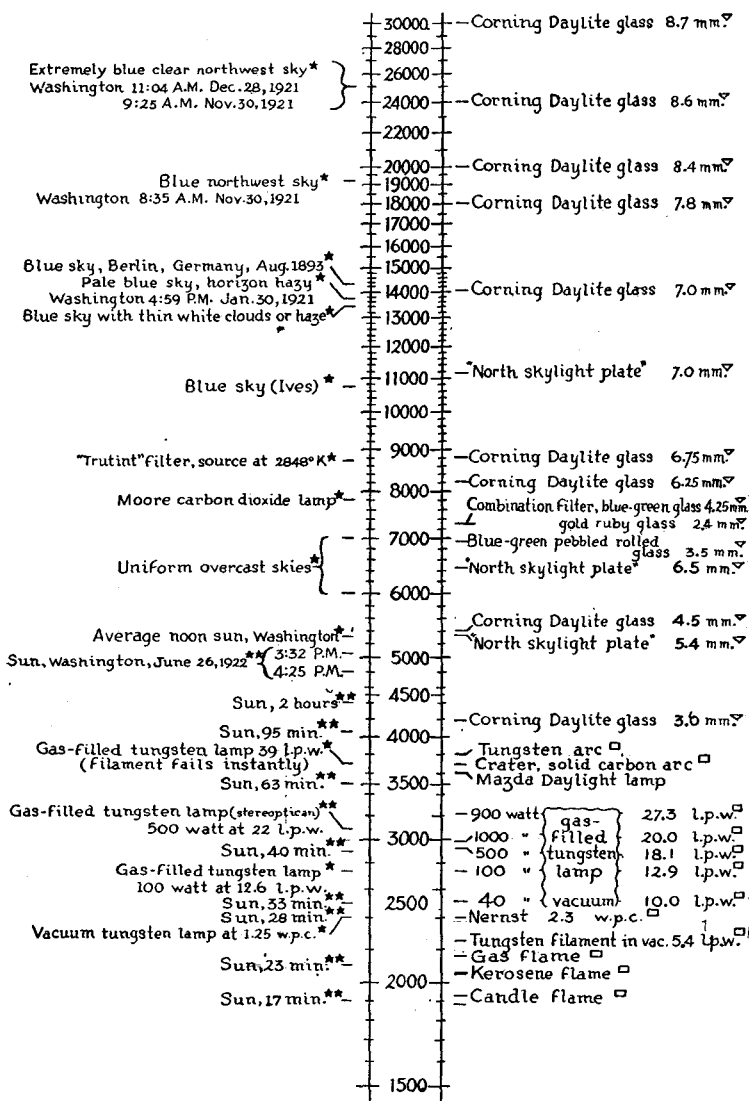 30000 Corning Daylite glass 8.7 mm.▽
28000
Extremely blue clear northwest sky★ 26000
Washington 11:04 A.M. Dec. 28, 1921
9:25 A.M. Nov. 30, 1921 24000 Corning Daylite glass 8.6 mm.▽
22000
20000 Corning Daylite glass 8.4 mm.▽
Blue northwest sky★ 19000
Washington 8:35 A.M. Nov. 30, 1921 18000 Corning Daylite glass 7.8 mm.▽
17000
16000
Blue sky, Berlin, Germany, Aug. 1893★ 15000
Pale blue sky, horizon hazy★ 14000 Corning Daylite glass 7.0 mm.▽
Washington 4:59 P.M. Jan. 30, 1921
Blue sky with thin white clouds or haze★ 13000
12000
11000 "North skylight plate" 7.0 mm.▽
Blue sky (Ives)★
10000
"Trutint" filter, source at 2848° K★ 9000 Corning Daylite glass 6.75 mm.▽
Corning Daylite glass 6.25 mm.▽
Moore carbon dioxide lamp★ 8000
Combination filter, blue-green glass 4.25 mm.
gold ruby glass 2.4 mm.▽
7000 Blue-green pebbled rolled
glass 3.5 mm.▽
Uniform overcast skies★ "North skylight plate" 6.5 mm.▽
6000
Corning Daylite glass 4.5 mm.▽
Average noon sun, Washington★ "North skylight plate" 5.4 mm.▽
Sun, Washington, June 26, 1922★★ 3:32 P.M. 5000
4:25 P.M.
Sun, 2 hours★★ 4500
Corning Daylite glass 3.6 mm.▽
Sun, 95 min.★★ 4000
Gas-filled tungsten lamp 39 l.p.w.★ Tungsten arc □
(filament fails instantly) Crater, solid carbon arc □
Sun, 63 min.★★ 3500 Mazda Daylight lamp
Gas-filled tungsten lamp (stereoptican)★★ 900 watt gas- 27.3 l.p.w.□
500 watt at 22 l.p.w. 3000 1000 " filled 20.0 l.p.w.□
Sun, 40 min.★★ 500 " tungsten 18.1 l.p.w.□
Gas-filled tungsten lamp★ 100 " lamp 12.9 l.p.w.□
100 watt at 12.6 l.p.w.
Sun, 33 min.★★ 2500 40 " vacuum 10.0 l.p.w.□
Sun, 28 min.★★ Nernst 2.3 w.p.c.□
Vacuum tungsten lamp at 1.25 w.p.c.★ Tungsten filament in vac. 5.4 l.p.w.□
Gas flame □
Sun, 23 min.★★ Kerosene flame □
2000
Sun, 17 min.★★ Candle flame □
1500